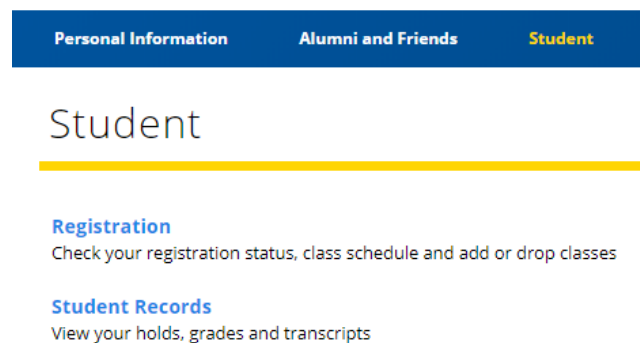 Personal Information Alumni and Friends Student
Student
Registration
Check your registration status, class schedule and add or drop classes
Student Records
View your holds, grades and transcripts